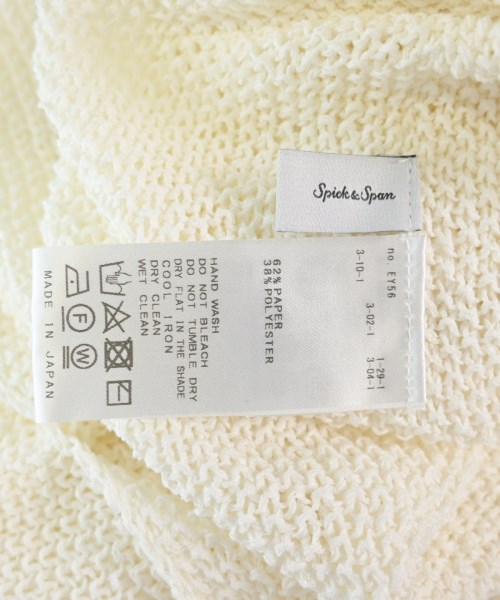 Spick & Span
no. EY56
1-29-1
3-10-1
3-02-1
3-04-1
62% PAPER
38% POLYESTER
HAND WASH
DO NOT BLEACH
DO NOT TUMBLE DRY
DRY FLAT IN THE SHADE
COOL IRON
DRY CLEAN
WET CLEAN
F
W
MADE IN JAPAN